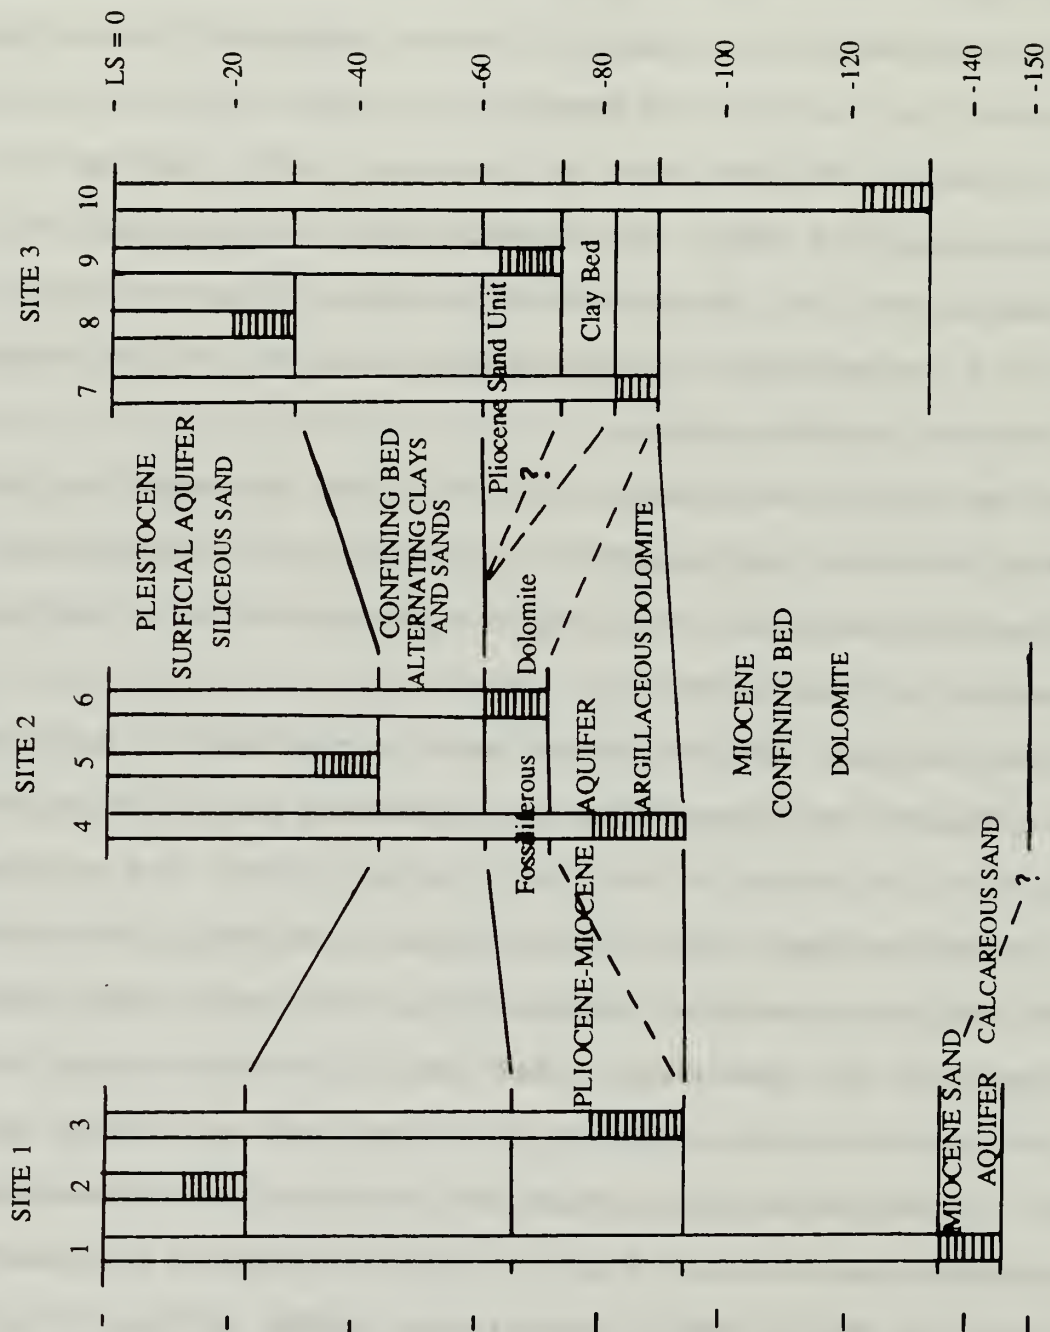 SITE 1
1
2
3
SITE 2
4
5
6
SITE 3
7
8
9
10
- LS = 0
- -20
- -40
- -60
- -80
- -100
- -120
- -140
- -150
PLEISTOCENE
SURFICIAL AQUIFER
SILICEOUS SAND
CONFINING BED
ALTERNATING CLAYS
AND SANDS
Pliocene Sand Unit
?
Clay Bed
Fossiliferous Dolomite
PLIOCENE-MIOCENE AQUIFER
ARGILLACEOUS DOLOMITE
MIOCENE
CONFINING BED
DOLOMITE
MIOCENE SAND
AQUIFER CALCAREOUS SAND
?